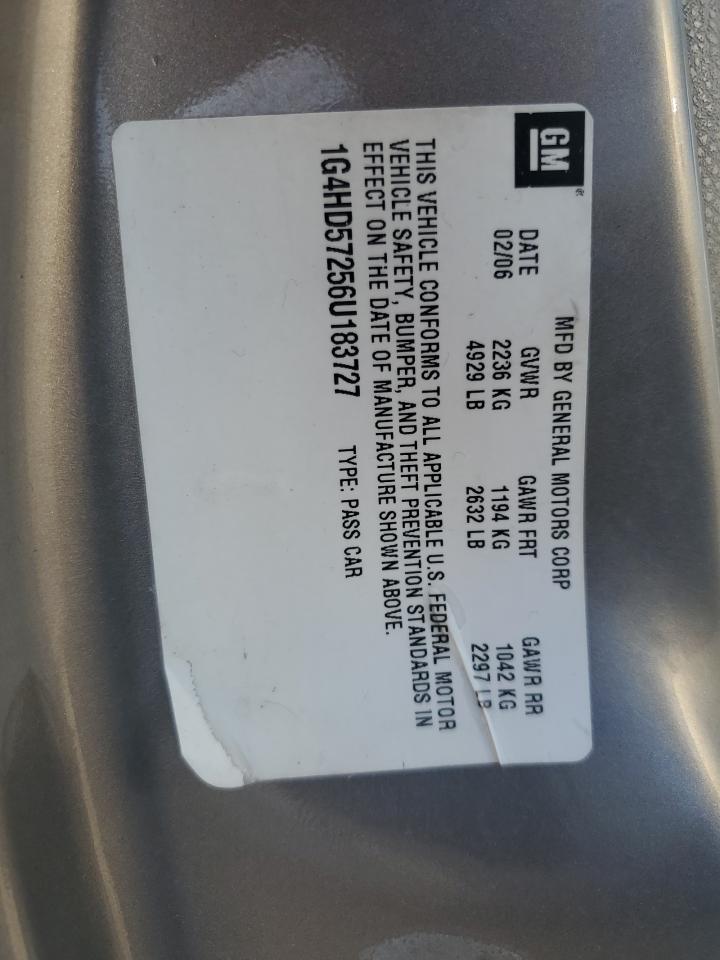 GM
MFD BY GENERAL MOTORS CORP
DATE GVWR GAWR FRT GAWR RR
02/06 2236 KG 1194 KG 1042 KG
4929 LB 2632 LB 2297 LB
THIS VEHICLE CONFORMS TO ALL APPLICABLE U.S. FEDERAL MOTOR
VEHICLE SAFETY, BUMPER, AND THEFT PREVENTION STANDARDS IN
EFFECT ON THE DATE OF MANUFACTURE SHOWN ABOVE.
1G4HD57256U183727 TYPE: PASS CAR